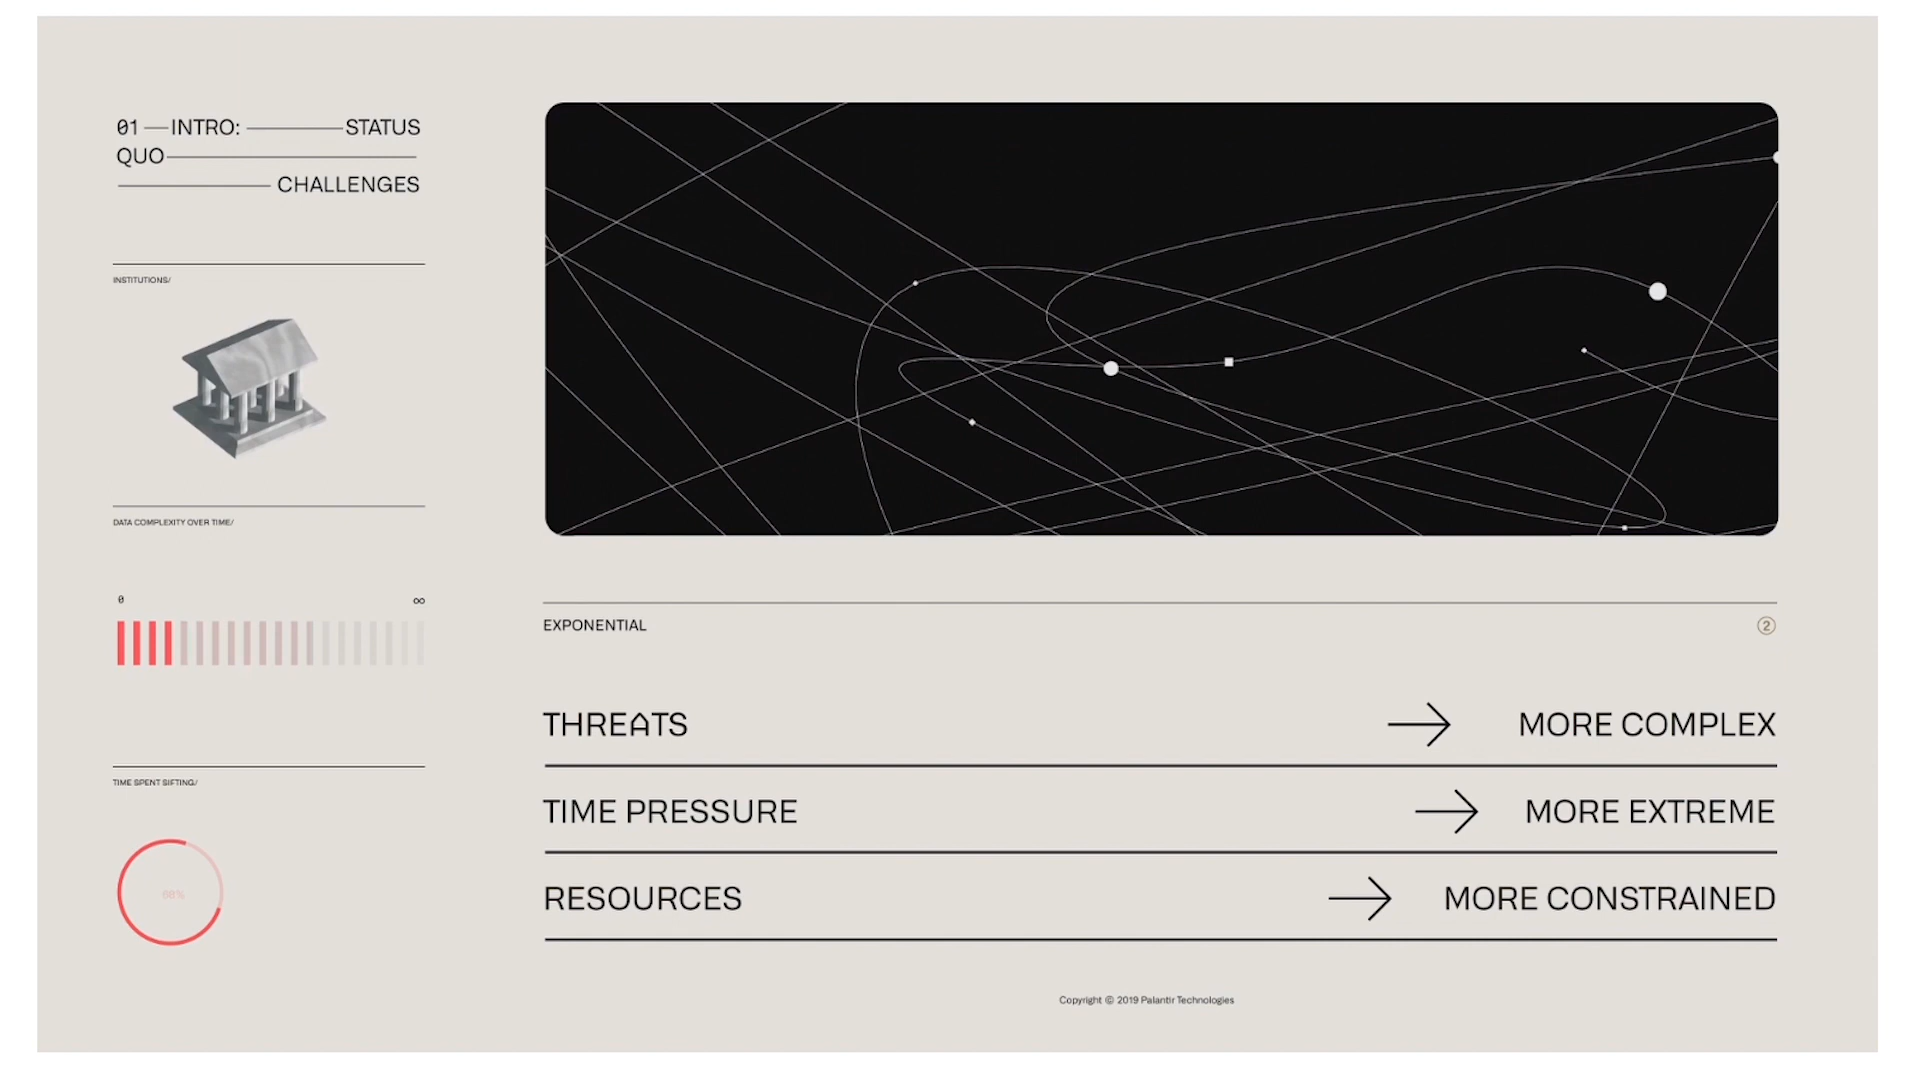 01 INTRO: STATUS
QUO
CHALLENGES
INSTITUTIONS/
DATA COMPLEXITY OVER TIME/
0 ∞
TIME SPENT SIFTING/
EXPONENTIAL ②
THREATS → MORE COMPLEX
TIME PRESSURE → MORE EXTREME
RESOURCES → MORE CONSTRAINED
Copyright © 2019 Palantir Technologies